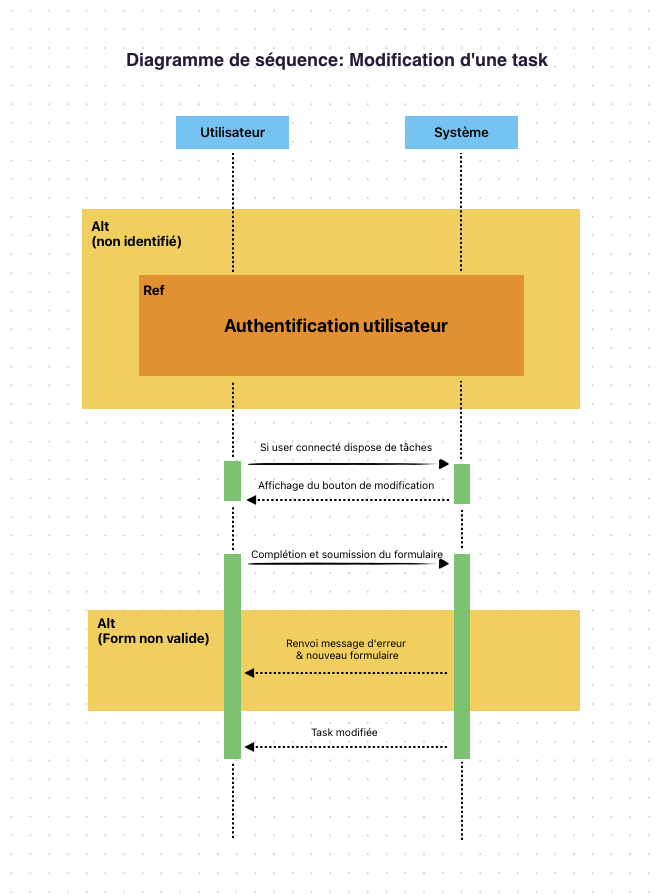 Diagramme de séquence: Modification d'une task
Utilisateur
Système
Alt
(non identifié)
Ref
Authentification utilisateur
Si user connecté dispose de tâches
Affichage du bouton de modification
Complétion et soumission du formulaire
Alt
(Form non valide)
Renvoi message d'erreur
& nouveau formulaire
Task modifiée